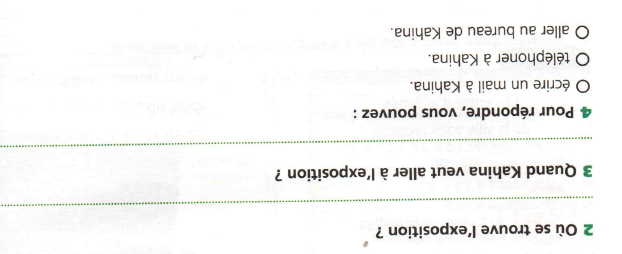 2 Où se trouve l'exposition ?
3 Quand Kahina veut aller à l'exposition ?
4 Pour répondre, vous pouvez :
écrire un mail à Kahina.
téléphoner à Kahina.
aller au bureau de Kahina.